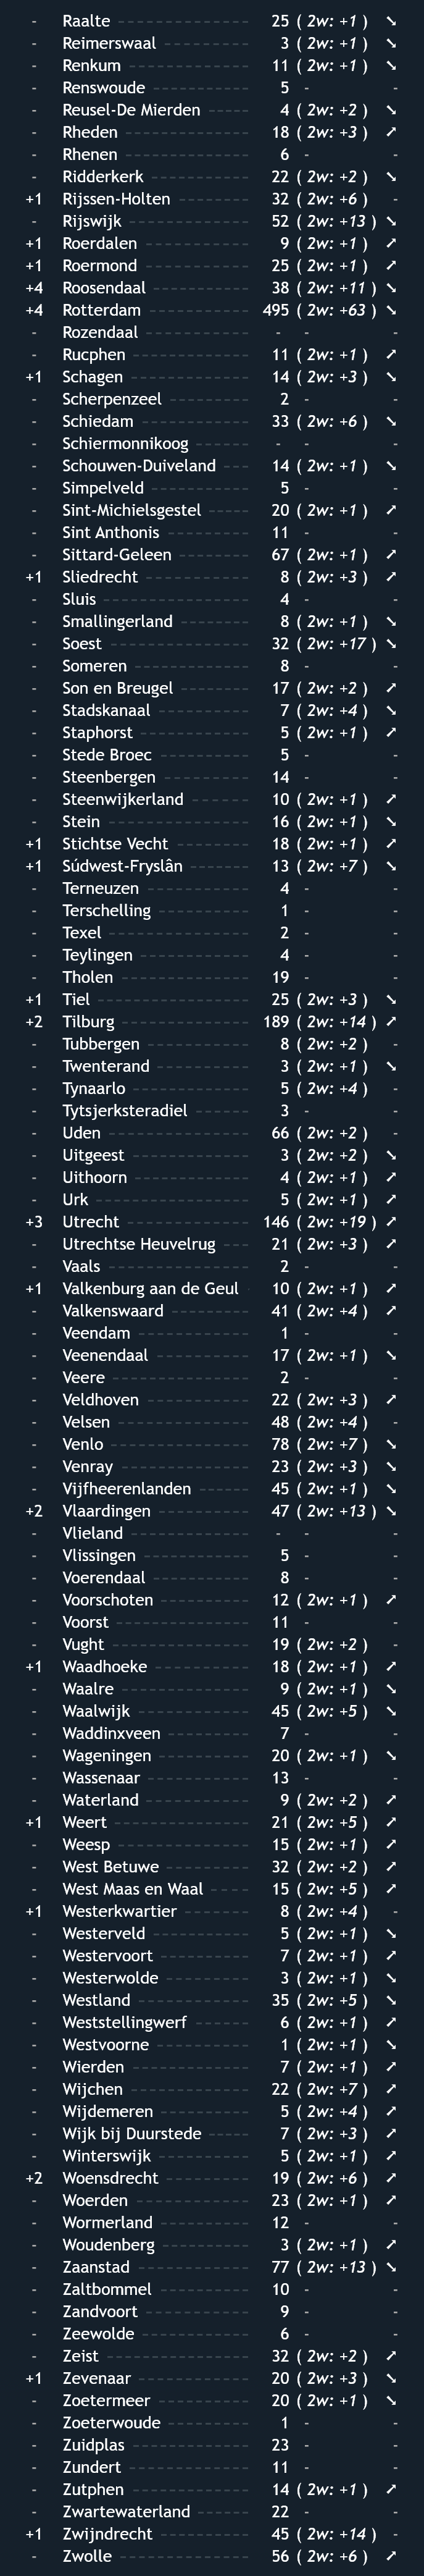 - Raalte 25 ( 2w: +1 ) ↘
- Reimerswaal 3 ( 2w: +1 ) ↘
- Renkum 11 ( 2w: +1 ) ↘
- Renswoude 5 - -
- Reusel-De Mierden 4 ( 2w: +2 ) ↘
- Rheden 18 ( 2w: +3 ) ↗
- Rhenen 6 - -
- Ridderkerk 22 ( 2w: +2 ) ↘
+1 Rijssen-Holten 32 ( 2w: +6 ) -
- Rijswijk 52 ( 2w: +13 ) ↘
+1 Roerdalen 9 ( 2w: +1 ) ↗
+1 Roermond 25 ( 2w: +1 ) ↗
+4 Roosendaal 38 ( 2w: +11 ) ↘
+4 Rotterdam 495 ( 2w: +63 ) ↘
- Rozendaal - - -
- Rucphen 11 ( 2w: +1 ) ↗
+1 Schagen 14 ( 2w: +3 ) ↘
- Scherpenzeel 2 - -
- Schiedam 33 ( 2w: +6 ) ↘
- Schiermonnikoog - - -
- Schouwen-Duiveland 14 ( 2w: +1 ) ↘
- Simpelveld 5 - -
- Sint-Michielsgestel 20 ( 2w: +1 ) ↗
- Sint Anthonis 11 - -
- Sittard-Geleen 67 ( 2w: +1 ) ↗
+1 Sliedrecht 8 ( 2w: +3 ) ↗
- Sluis 4 - -
- Smallingerland 8 ( 2w: +1 ) ↘
- Soest 32 ( 2w: +17 ) ↘
- Someren 8 - -
- Son en Breugel 17 ( 2w: +2 ) ↗
- Stadskanaal 7 ( 2w: +4 ) ↘
- Staphorst 5 ( 2w: +1 ) ↗
- Stede Broec 5 - -
- Steenbergen 14 - -
- Steenwijkerland 10 ( 2w: +1 ) ↗
- Stein 16 ( 2w: +1 ) ↘
+1 Stichtse Vecht 18 ( 2w: +1 ) ↗
+1 Súdwest-Fryslân 13 ( 2w: +7 ) ↘
- Terneuzen 4 - -
- Terschelling 1 - -
- Texel 2 - -
- Teylingen 4 - -
- Tholen 19 - -
+1 Tiel 25 ( 2w: +3 ) ↘
+2 Tilburg 189 ( 2w: +14 ) ↗
- Tubbergen 8 ( 2w: +2 ) -
- Twenterand 3 ( 2w: +1 ) ↘
- Tynaarlo 5 ( 2w: +4 ) -
- Tytsjerksteradiel 3 - -
- Uden 66 ( 2w: +2 ) -
- Uitgeest 3 ( 2w: +2 ) ↘
- Uithoorn 4 ( 2w: +1 ) ↗
- Urk 5 ( 2w: +1 ) ↗
+3 Utrecht 146 ( 2w: +19 ) ↗
- Utrechtse Heuvelrug 21 ( 2w: +3 ) ↗
- Vaals 2 - -
+1 Valkenburg aan de Geul 10 ( 2w: +1 ) ↗
- Valkenswaard 41 ( 2w: +4 ) ↗
- Veendam 1 - -
- Veenendaal 17 ( 2w: +1 ) ↘
- Veere 2 - -
- Veldhoven 22 ( 2w: +3 ) ↗
- Velsen 48 ( 2w: +4 ) -
- Venlo 78 ( 2w: +7 ) ↘
- Venray 23 ( 2w: +3 ) ↘
- Vijfheerenlanden 45 ( 2w: +1 ) ↘
+2 Vlaardingen 47 ( 2w: +13 ) ↘
- Vlieland - - -
- Vlissingen 5 - -
- Voerendaal 8 - -
- Voorschoten 12 ( 2w: +1 ) ↗
- Voorst 11 - -
- Vught 19 ( 2w: +2 ) -
+1 Waadhoeke 18 ( 2w: +1 ) ↗
- Waalre 9 ( 2w: +1 ) ↘
- Waalwijk 45 ( 2w: +5 ) ↘
- Waddinxveen 7 - -
- Wageningen 20 ( 2w: +1 ) ↘
- Wassenaar 13 - -
- Waterland 9 ( 2w: +2 ) ↗
+1 Weert 21 ( 2w: +5 ) ↗
- Weesp 15 ( 2w: +1 ) ↗
- West Betuwe 32 ( 2w: +2 ) ↗
- West Maas en Waal 15 ( 2w: +5 ) ↗
+1 Westerkwartier 8 ( 2w: +4 ) -
- Westerveld 5 ( 2w: +1 ) ↘
- Westervoort 7 ( 2w: +1 ) ↗
- Westerwolde 3 ( 2w: +1 ) ↘
- Westland 35 ( 2w: +5 ) ↘
- Weststellingwerf 6 ( 2w: +1 ) ↗
- Westvoorne 1 ( 2w: +1 ) ↘
- Wierden 7 ( 2w: +1 ) ↗
- Wijchen 22 ( 2w: +7 ) ↗
- Wijdemeren 5 ( 2w: +4 ) ↗
- Wijk bij Duurstede 7 ( 2w: +3 ) ↗
- Winterswijk 5 ( 2w: +1 ) ↗
+2 Woensdrecht 19 ( 2w: +6 ) ↗
- Woerden 23 ( 2w: +1 ) ↗
- Wormerland 12 - -
- Woudenberg 3 ( 2w: +1 ) ↗
- Zaanstad 77 ( 2w: +13 ) ↘
- Zaltbommel 10 - -
- Zandvoort 9 - -
- Zeewolde 6 - -
- Zeist 32 ( 2w: +2 ) ↗
+1 Zevenaar 20 ( 2w: +3 ) ↘
- Zoetermeer 20 ( 2w: +1 ) ↘
- Zoeterwoude 1 - -
- Zuidplas 23 - -
- Zundert 11 - -
- Zutphen 14 ( 2w: +1 ) ↗
- Zwartewaterland 22 - -
+1 Zwijndrecht 45 ( 2w: +14 ) -
- Zwolle 56 ( 2w: +6 ) ↗